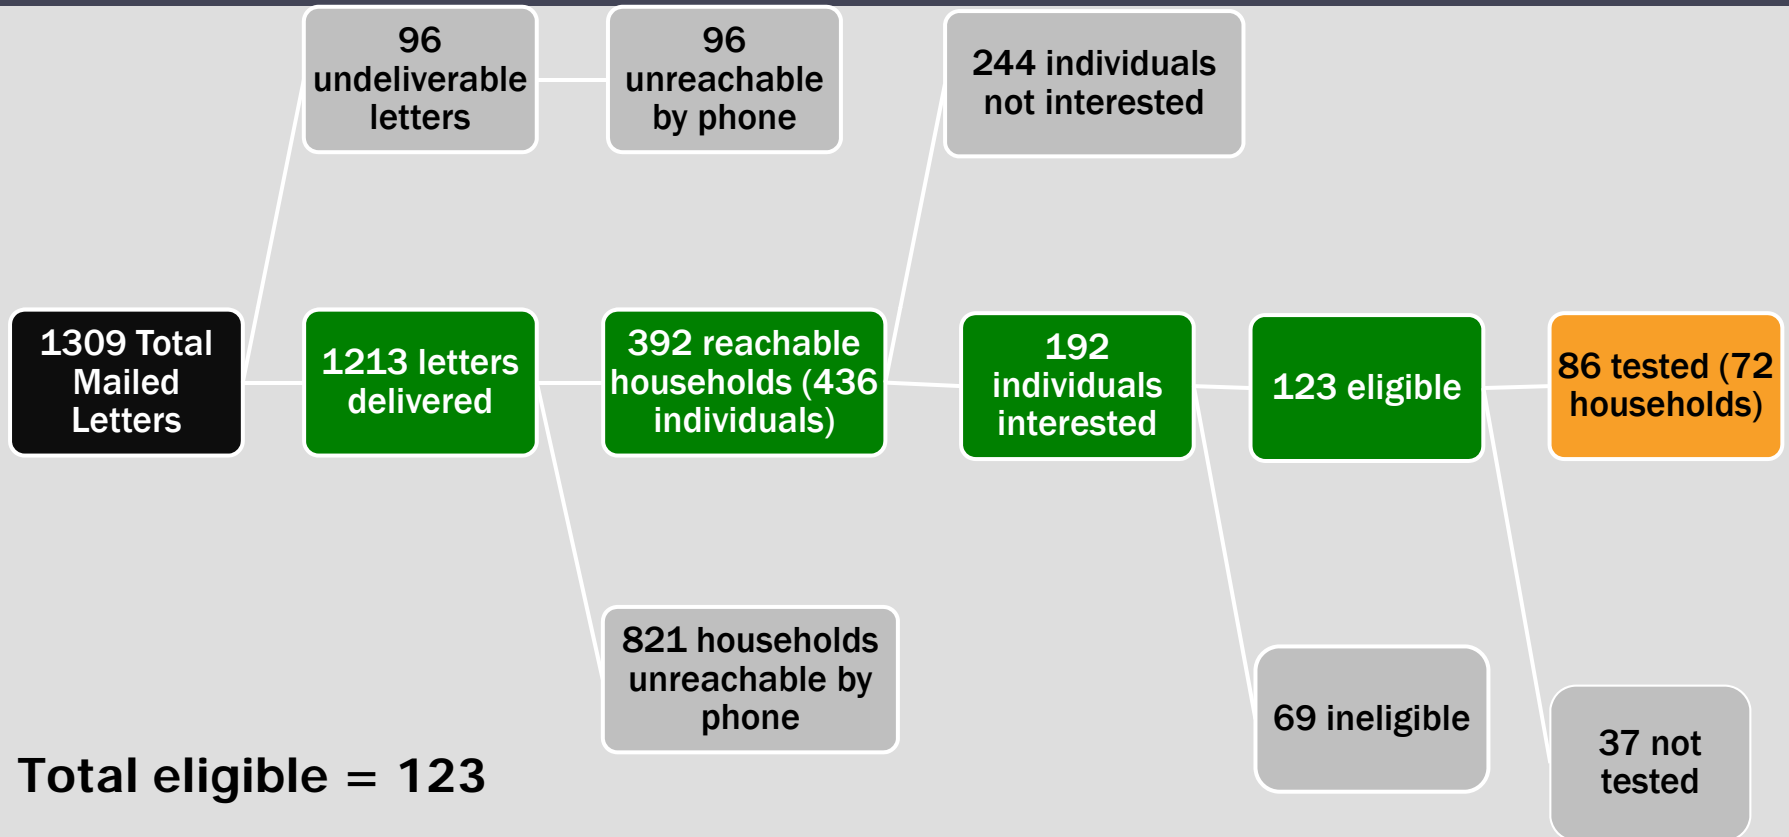 96
undeliverable
letters
96
unreachable
by phone
244 individuals
not interested
1309 Total
Mailed
Letters
1213 letters
delivered
392 reachable
households (436
individuals)
192
individuals
interested
123 eligible
86 tested (72
households)
821 households
unreachable by
phone
69 ineligible
37 not
tested
Total eligible = 123